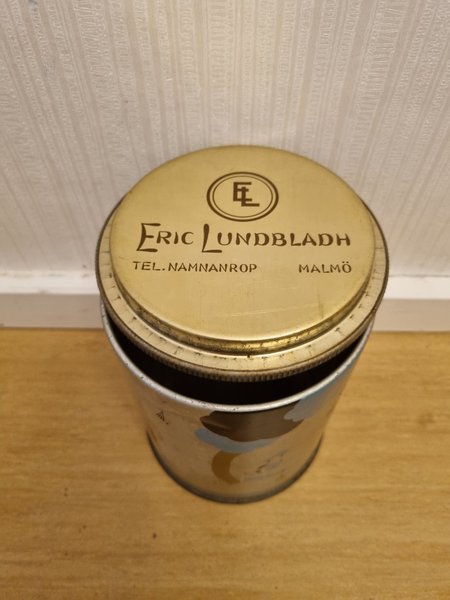 EL
ERIC LUNDBLADH
TEL. NAMNANROP MALMÖ